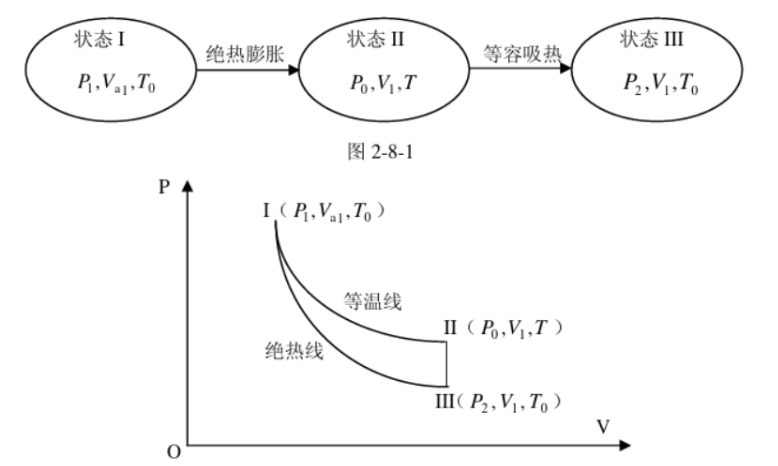 状态 I
绝热膨胀
状态 II
等容吸热
状态 III
P₁,Vₐ₁,T₀
P₀,V₁,T
P₂,V₁,T₀
图 2-8-1
P
I（P₁,Vₐ₁,T₀）
等温线
II（P₀,V₁,T）
绝热线
III(P₂,V₁,T₀)
V
O